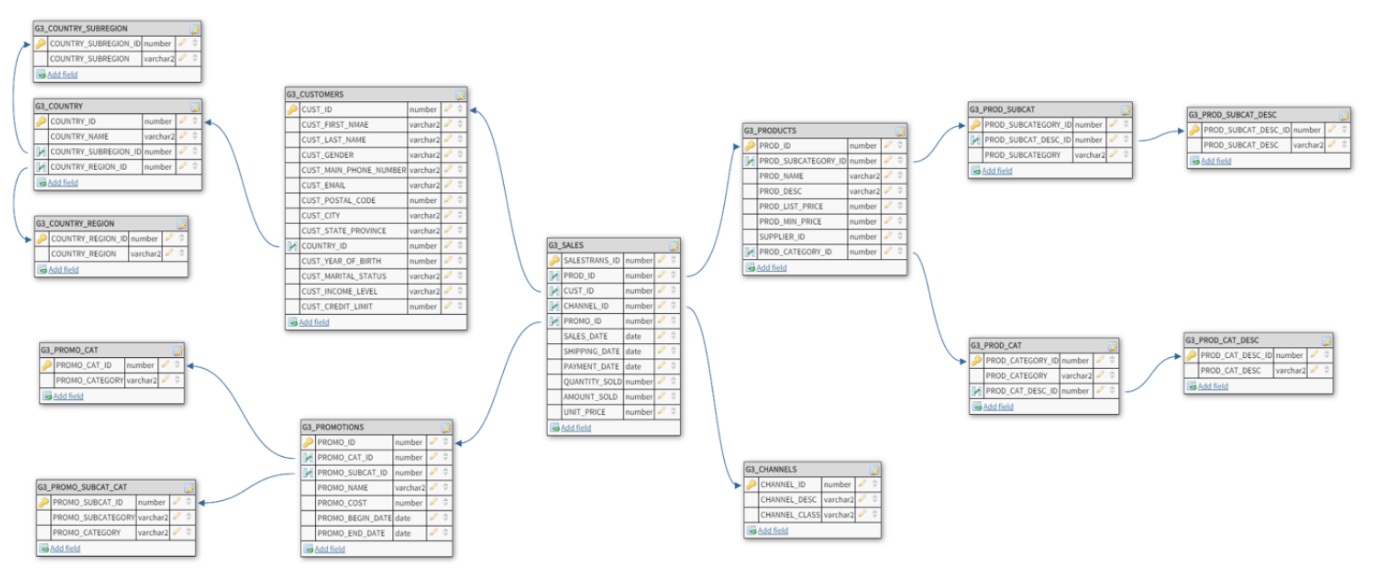 G3_COUNTRY_SUBREGION
COUNTRY_SUBREGION_ID number
COUNTRY_SUBREGION varchar2
Add field
G3_COUNTRY
COUNTRY_ID number
COUNTRY_NAME varchar2
COUNTRY_SUBREGION_ID number
COUNTRY_REGION_ID number
Add field
G3_COUNTRY_REGION
COUNTRY_REGION_ID number
COUNTRY_REGION varchar2
Add field
G3_PROMO_CAT
PROMO_CAT_ID number
PROMO_CATEGORY varchar2
Add field
G3_PROMO_SUBCAT_CAT
PROMO_SUBCAT_ID number
PROMO_SUBCATEGORY varchar2
PROMO_CATEGORY varchar2
Add field
G3_CUSTOMERS
CUST_ID number
CUST_FIRST_NMAE varchar2
CUST_LAST_NAME varchar2
CUST_GENDER varchar2
CUST_MAIN_PHONE_NUMBER varchar2
CUST_EMAIL varchar2
CUST_POSTAL_CODE number
CUST_CITY varchar2
CUST_STATE_PROVINCE varchar2
COUNTRY_ID number
CUST_YEAR_OF_BIRTH number
CUST_MARITAL_STATUS varchar2
CUST_INCOME_LEVEL varchar2
CUST_CREDIT_LIMIT number
Add field
G3_PROMOTIONS
PROMO_ID number
PROMO_CAT_ID number
PROMO_SUBCAT_ID number
PROMO_NAME varchar2
PROMO_COST number
PROMO_BEGIN_DATE date
PROMO_END_DATE date
Add field
G3_SALES
SALESTRANS_ID number
PROD_ID number
CUST_ID number
CHANNEL_ID number
PROMO_ID number
SALES_DATE date
SHIPPING_DATE date
PAYMENT_DATE date
QUANTITY_SOLD number
AMOUNT_SOLD number
UNIT_PRICE number
Add field
G3_PRODUCTS
PROD_ID number
PROD_SUBCATEGORY_ID number
PROD_NAME varchar2
PROD_DESC varchar2
PROD_LIST_PRICE number
PROD_MIN_PRICE number
SUPPLIER_ID number
PROD_CATEGORY_ID number
Add field
G3_CHANNELS
CHANNEL_ID number
CHANNEL_DESC varchar2
CHANNEL_CLASS varchar2
Add field
G3_PROD_SUBCAT
PROD_SUBCATEGORY_ID number
PROD_SUBCAT_DESC_ID number
PROD_SUBCATEGORY varchar2
Add field
G3_PROD_SUBCAT_DESC
PROD_SUBCAT_DESC_ID number
PROD_SUBCAT_DESC varchar2
Add field
G3_PROD_CAT
PROD_CATEGORY_ID number
PROD_CATEGORY varchar2
PROD_CAT_DESC_ID number
Add field
G3_PROD_CAT_DESC
PROD_CAT_DESC_ID number
PROD_CAT_DESC varchar2
Add field